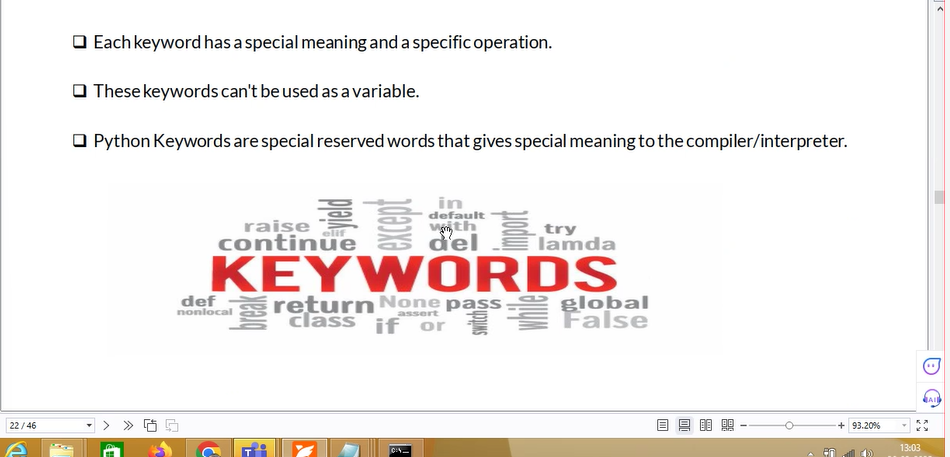 Each keyword has a special meaning and a specific operation.
These keywords can't be used as a variable.
Python Keywords are special reserved words that gives special meaning to the compiler/interpreter.
in
yield
except
default
import
raise
elif
with
try
continue
del
lamda
KEYWORDS
def
nonlocal
break
return
None
pass
while
global
class
assert
if
or
switch
False
22 / 46
93.20%
13:03